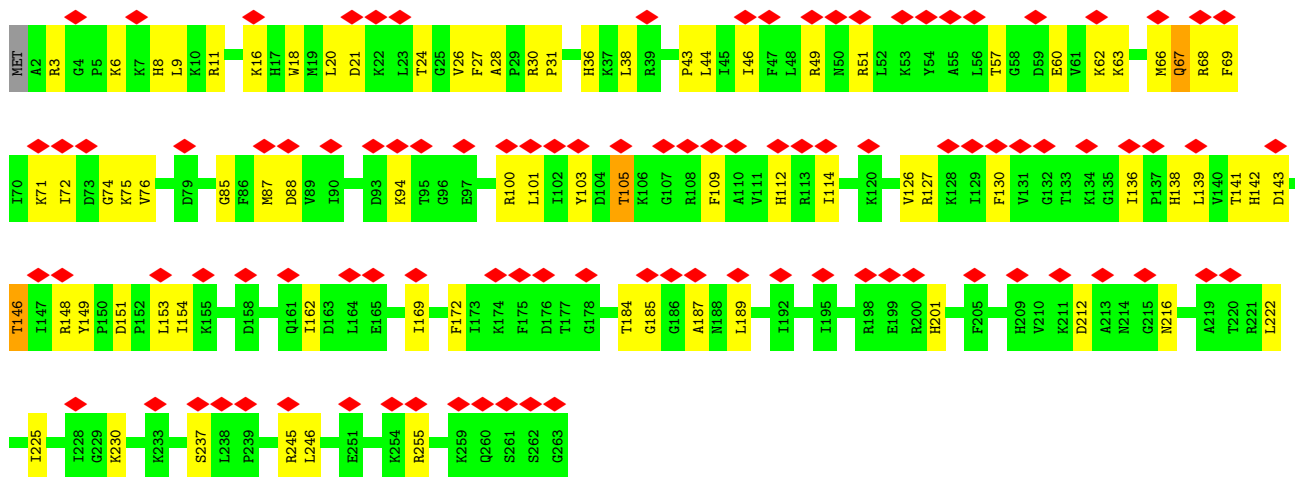 MET A2 R3 G4 P5 K6 K7 H8 L9 K10 R11 K16 H17 W18 M19 L20 D21 K22 L23 T24 G25 V26 F27 A28 P29 R30 P31 H36 K37 L38 R39 P43 L44 I45 I46 F47 L48 R49 N50 R51 L52 K53 Y54 A55 L56 T57 G58 D59 E60 V61 K62 K63 M66 Q67 R68 F69
I70 K71 I72 D73 G74 K75 V76 D79 G85 F86 M87 D88 V89 I90 D93 K94 T95 G96 E97 R100 L101 I102 Y103 D104 T105 K106 G107 R108 F109 A110 V111 H112 R113 I114 K120 V126 R127 K128 I129 F130 V131 G132 T133 K134 G135 I136 P137 H138 L139 V140 T141 H142 D143
T146 I147 R148 Y149 P150 D151 P152 L153 I154 K155 D158 Q161 I162 D163 L164 E165 I169 F172 I173 K174 F175 D176 T177 G178 T184 G185 G186 A187 N188 L189 I192 I195 R198 E199 R200 H201 F205 H209 V210 K211 D212 A213 N214 G215 N216 A219 T220 R221 L222
I225 I228 G229 K230 K233 S237 L238 P239 R245 L246 E251 K254 R255 K259 Q260 S261 S262 G263